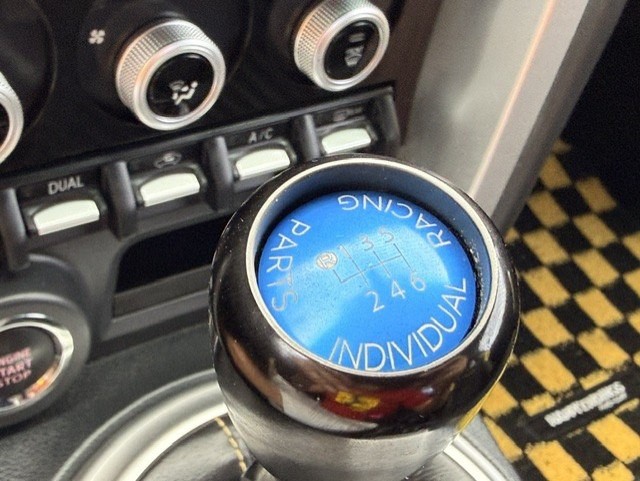 DUAL
A/C
RACING
PARTS
INDIVIDUAL
R 1 3 5
2 4 6
ENGINE
START
STOP